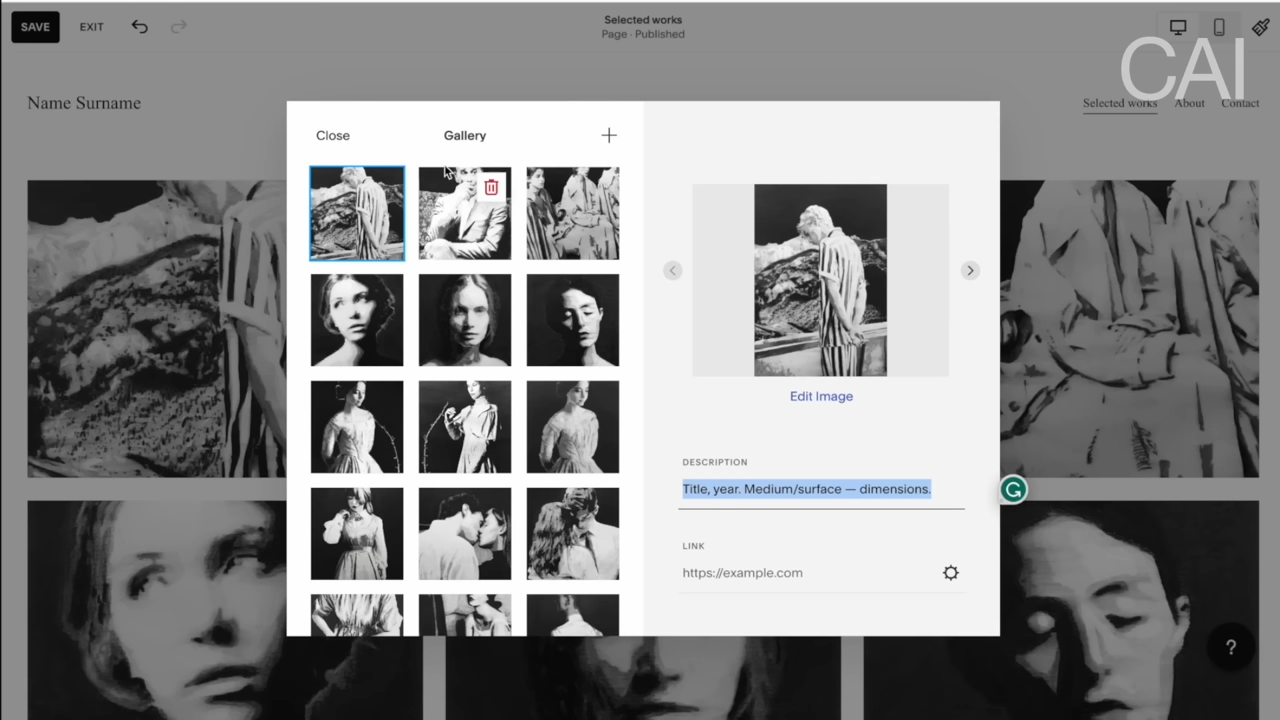 SAVE
EXIT
Selected works
Page · Published
CAI
Name Surname
Selected works
About
Contact
Close
Gallery
Edit Image
DESCRIPTION
Title, year. Medium/surface — dimensions.
G
LINK
https://example.com
?